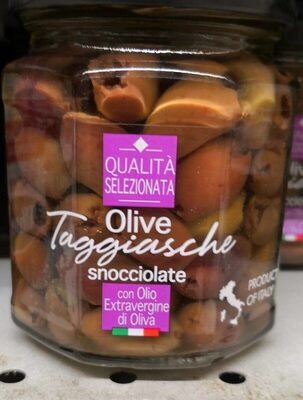 QUALITÀ
SELEZIONATA
Olive
Taggiasche
snocciolate
con Olio
Extravergine
di Oliva
PRODUCT
OF ITALY